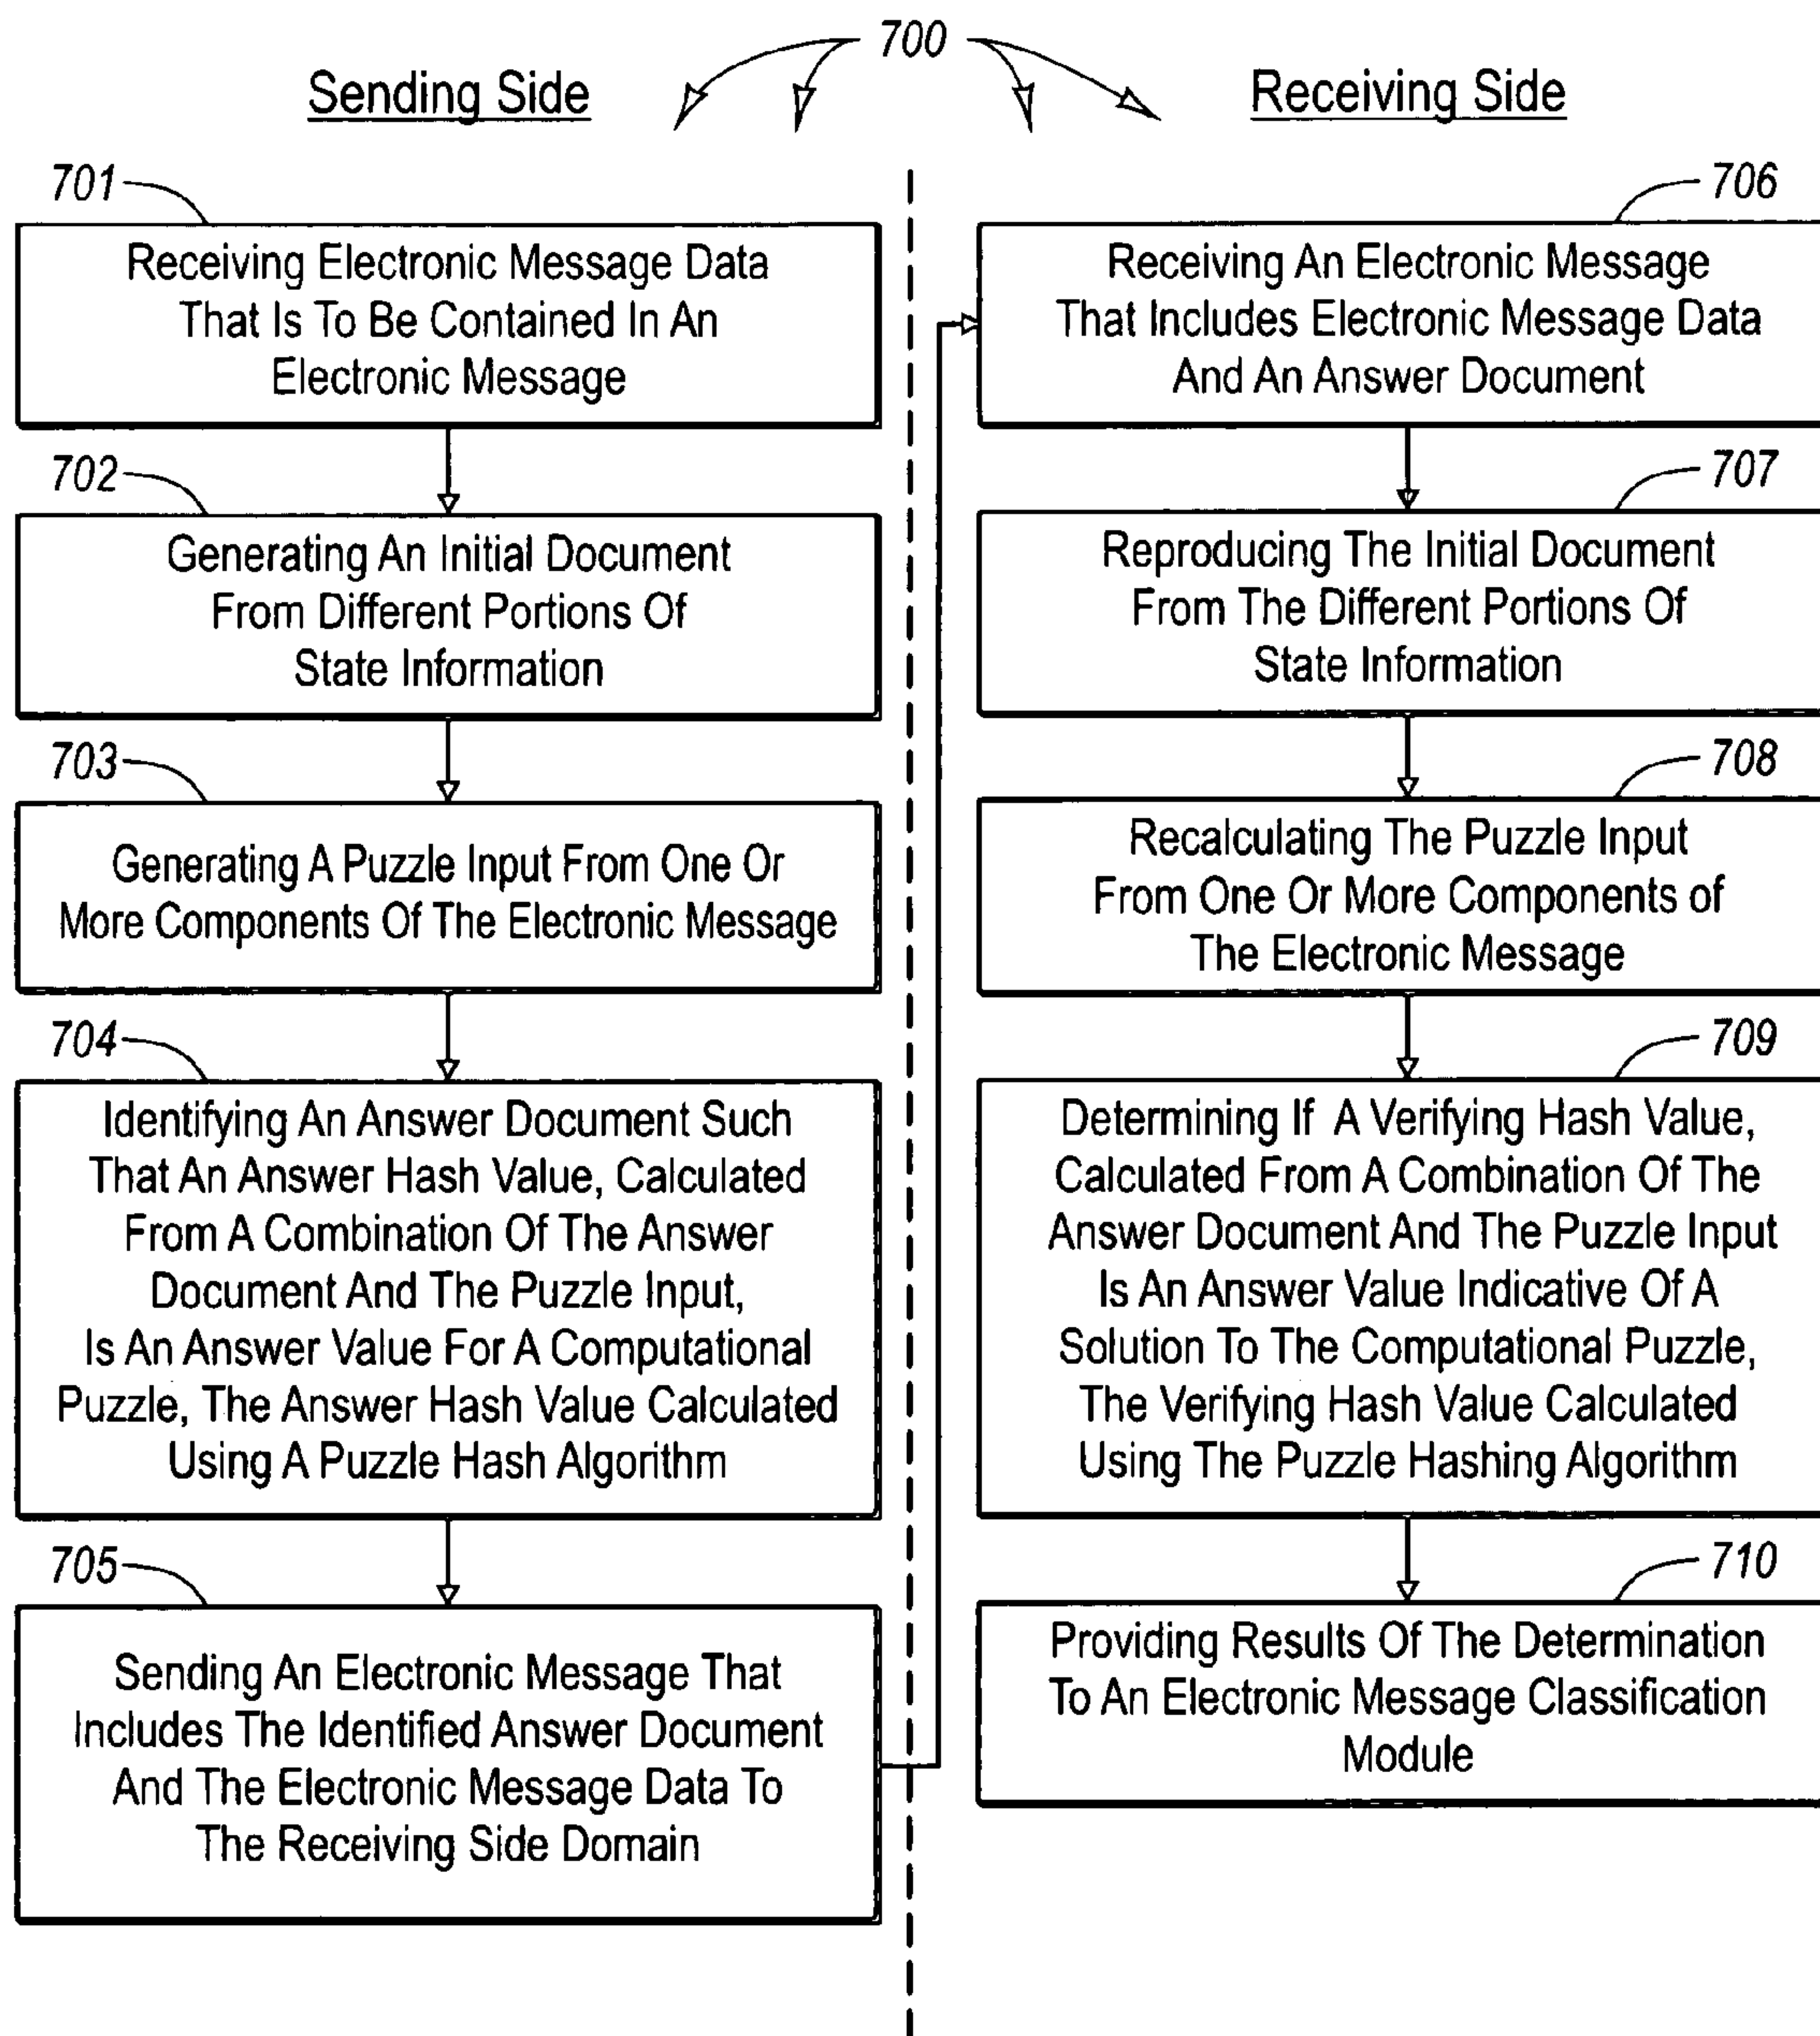 700
Sending Side
Receiving Side
701
Receiving Electronic Message Data
That Is To Be Contained In An
Electronic Message
702
Generating An Initial Document
From Different Portions Of
State Information
703
Generating A Puzzle Input From One Or
More Components Of The Electronic Message
704
Identifying An Answer Document Such
That An Answer Hash Value, Calculated
From A Combination Of The Answer
Document And The Puzzle Input,
Is An Answer Value For A Computational
Puzzle, The Answer Hash Value Calculated
Using A Puzzle Hash Algorithm
705
Sending An Electronic Message That
Includes The Identified Answer Document
And The Electronic Message Data To
The Receiving Side Domain
706
Receiving An Electronic Message
That Includes Electronic Message Data
And An Answer Document
707
Reproducing The Initial Document
From The Different Portions Of
State Information
708
Recalculating The Puzzle Input
From One Or More Components of
The Electronic Message
709
Determining If A Verifying Hash Value,
Calculated From A Combination Of The
Answer Document And The Puzzle Input
Is An Answer Value Indicative Of A
Solution To The Computational Puzzle,
The Verifying Hash Value Calculated
Using The Puzzle Hashing Algorithm
710
Providing Results Of The Determination
To An Electronic Message Classification
Module